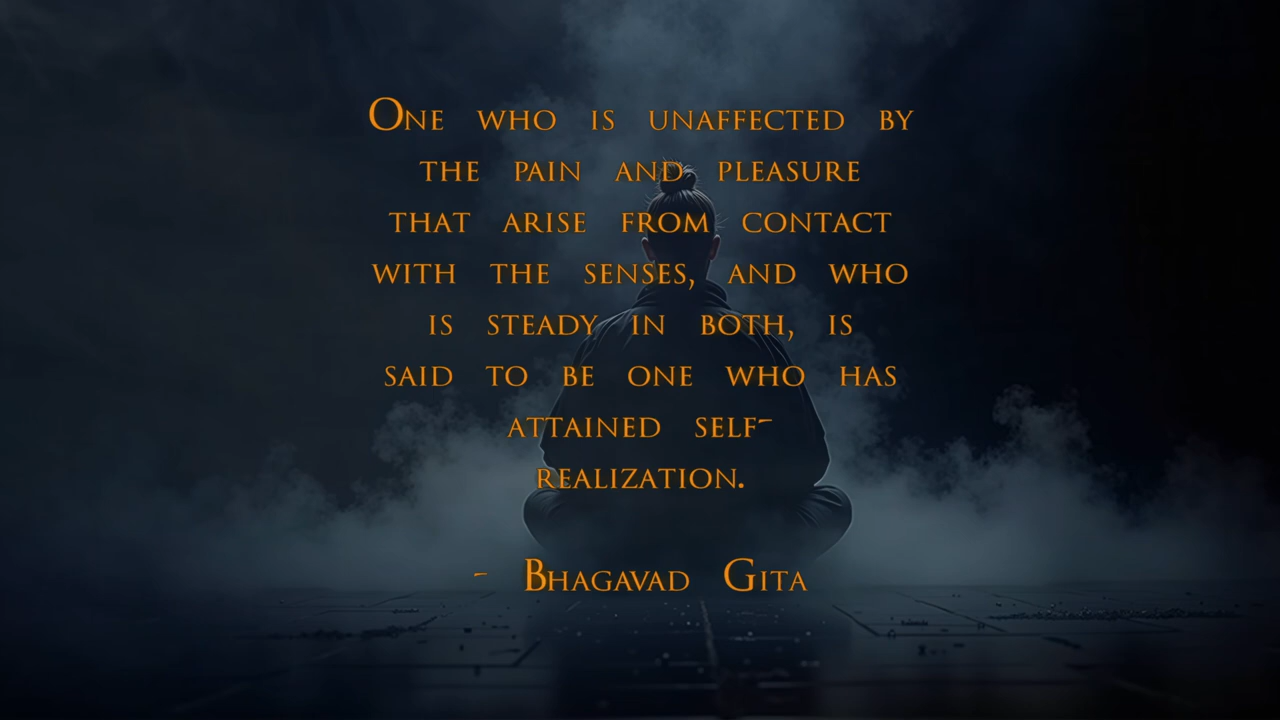 One who is unaffected by
the pain and pleasure
that arise from contact
with the senses, and who
is steady in both, is
said to be one who has
attained self-
realization.
- Bhagavad Gita